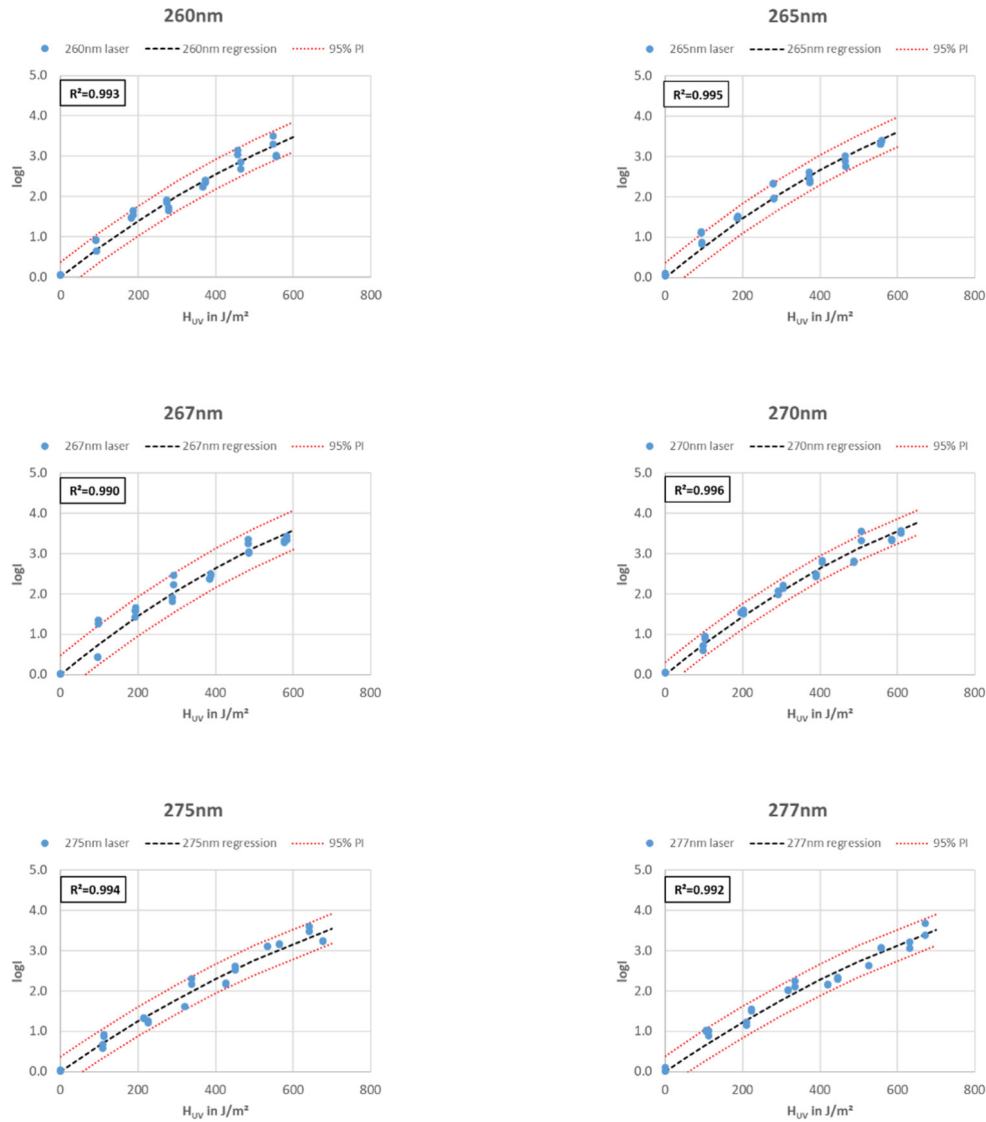 260nm
260nm laser 260nm regression 95% PI
5.0
R²=0.993
4.0
3.0
logI
2.0
1.0
0.0
0 200 400 600 800
H_UV in J/m²
265nm
265nm laser 265nm regression 95% PI
5.0
R²=0.995
4.0
3.0
logI
2.0
1.0
0.0
0 200 400 600 800
H_UV in J/m²
267nm
267nm laser 267nm regression 95% PI
5.0
R²=0.990
4.0
3.0
logI
2.0
1.0
0.0
0 200 400 600 800
H_UV in J/m²
270nm
270nm laser 270nm regression 95% PI
5.0
R²=0.996
4.0
3.0
logI
2.0
1.0
0.0
0 200 400 600 800
H_UV in J/m²
275nm
275nm laser 275nm regression 95% PI
5.0
R²=0.994
4.0
3.0
logI
2.0
1.0
0.0
0 200 400 600 800
H_UV in J/m²
277nm
277nm laser 277nm regression 95% PI
5.0
R²=0.992
4.0
3.0
logI
2.0
1.0
0.0
0 200 400 600 800
H_UV in J/m²